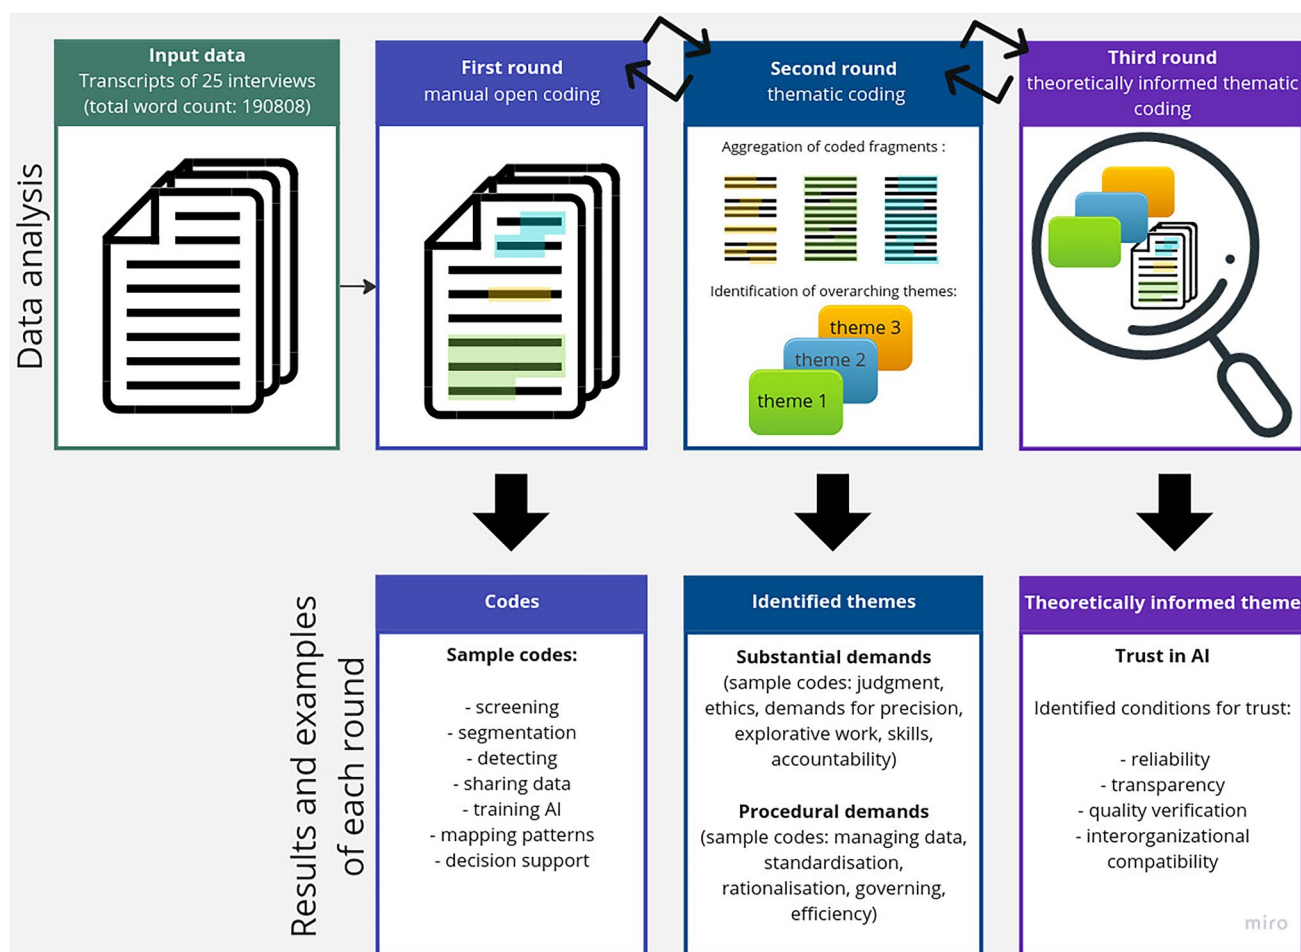 Data analysis
Input data
Transcripts of 25 interviews
(total word count: 190808)
First round
manual open coding
Second round
thematic coding
Aggregation of coded fragments :
Identification of overarching themes:
theme 3
theme 2
theme 1
Third round
theoretically informed thematic
coding
Results and examples
of each round
Codes
Sample codes:
- screening
- segmentation
- detecting
- sharing data
- training AI
- mapping patterns
- decision support
Identified themes
Substantial demands
(sample codes: judgment,
ethics, demands for precision,
explorative work, skills,
accountability)
Procedural demands
(sample codes: managing data,
standardisation,
rationalisation, governing,
efficiency)
Theoretically informed theme
Trust in AI
Identified conditions for trust:
- reliability
- transparency
- quality verification
- interorganizational
compatibility
miro